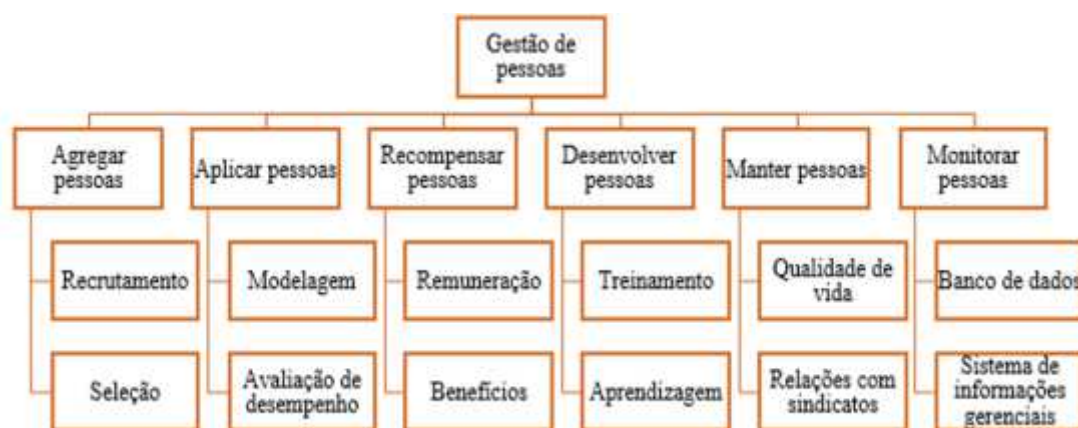 Gestão de
pessoas
Agregar
pessoas
Aplicar pessoas
Recompensar
pessoas
Desenvolver
pessoas
Manter pessoas
Monitorar
pessoas
Recrutamento
Modelagem
Remuneração
Treinamento
Qualidade de
vida
Banco de dados
Seleção
Avaliação de
desempenho
Benefícios
Aprendizagem
Relações com
sindicatos
Sistema de
informações
gerenciais